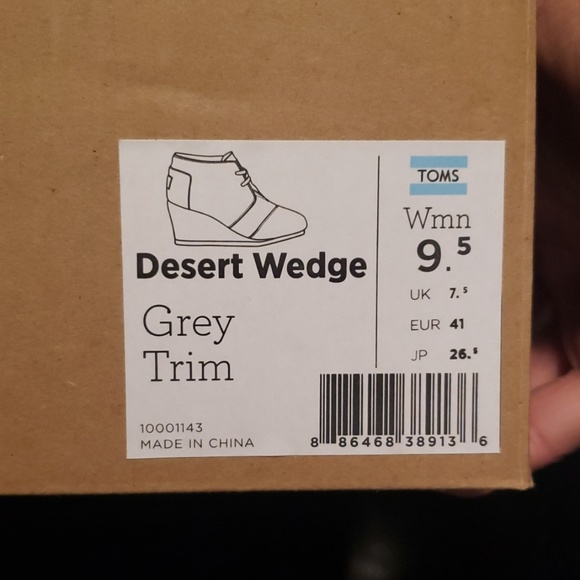 Desert Wedge
Grey
Trim
10001143
MADE IN CHINA
TOMS
Wmn
9.5
UK 7.5
EUR 41
JP 26.5
8 86468 38913 6